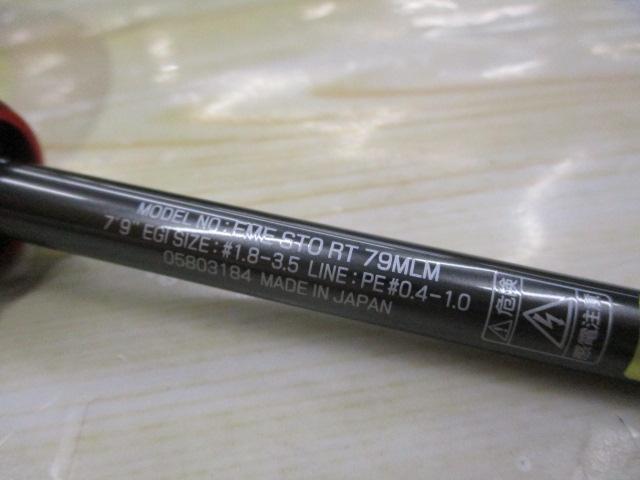 MODEL NO: EME STO RT 79MLM
7'9" EGI SIZE: #1.8-3.5 LINE: PE #0.4-1.0
05803184 MADE IN JAPAN
危険
感電注意